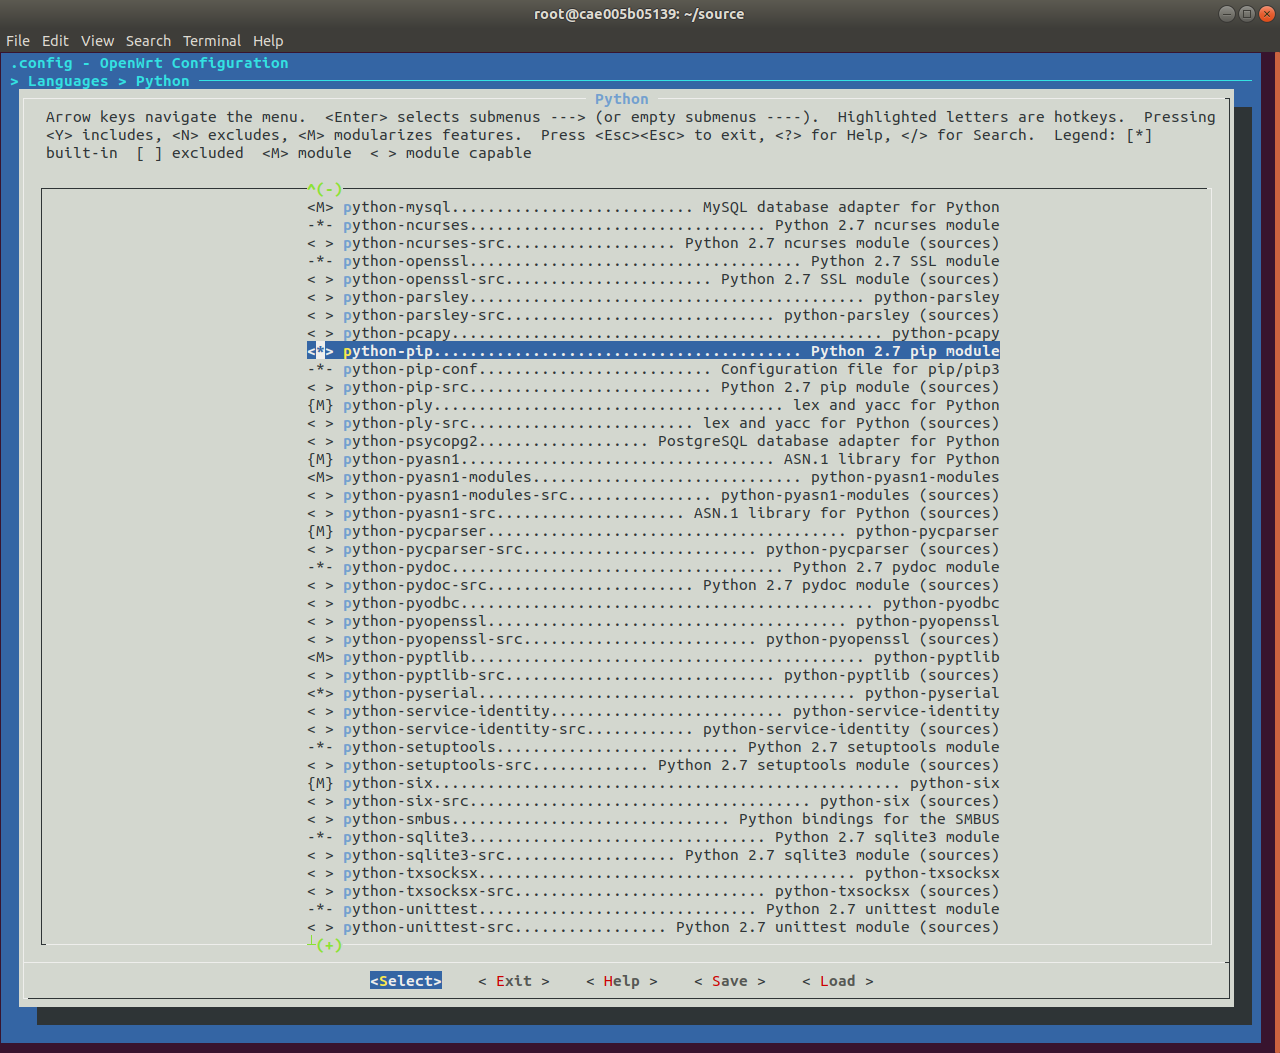 root@cae005b05139: ~/source
File Edit View Search Terminal Help
.config - OpenWrt Configuration
> Languages > Python
Python
Arrow keys navigate the menu.  <Enter> selects submenus ---> (or empty submenus ----).  Highlighted letters are hotkeys.  Pressing
<Y> includes, <N> excludes, <M> modularizes features.  Press <Esc><Esc> to exit, <?> for Help, </> for Search.  Legend: [*]
built-in  [ ] excluded  <M> module  < > module capable
^(-)
<M> python-mysql........................... MySQL database adapter for Python
-*- python-ncurses................................. Python 2.7 ncurses module
< > python-ncurses-src................... Python 2.7 ncurses module (sources)
-*- python-openssl..................................... Python 2.7 SSL module
< > python-openssl-src....................... Python 2.7 SSL module (sources)
< > python-parsley............................................ python-parsley
< > python-parsley-src.............................. python-parsley (sources)
< > python-pcapy................................................ python-pcapy
<*> python-pip......................................... Python 2.7 pip module
-*- python-pip-conf.......................... Configuration file for pip/pip3
< > python-pip-src........................... Python 2.7 pip module (sources)
{M} python-ply....................................... lex and yacc for Python
< > python-ply-src......................... lex and yacc for Python (sources)
< > python-psycopg2................... PostgreSQL database adapter for Python
{M} python-pyasn1................................... ASN.1 library for Python
<M> python-pyasn1-modules.............................. python-pyasn1-modules
< > python-pyasn1-modules-src................ python-pyasn1-modules (sources)
< > python-pyasn1-src..................... ASN.1 library for Python (sources)
{M} python-pycparser........................................ python-pycparser
< > python-pycparser-src.......................... python-pycparser (sources)
-*- python-pydoc..................................... Python 2.7 pydoc module
< > python-pydoc-src....................... Python 2.7 pydoc module (sources)
< > python-pyodbc.............................................. python-pyodbc
< > python-pyopenssl........................................ python-pyopenssl
< > python-pyopenssl-src.......................... python-pyopenssl (sources)
<M> python-pyptlib............................................ python-pyptlib
< > python-pyptlib-src.............................. python-pyptlib (sources)
<*> python-pyserial.......................................... python-pyserial
< > python-service-identity.......................... python-service-identity
< > python-service-identity-src............ python-service-identity (sources)
-*- python-setuptools........................... Python 2.7 setuptools module
< > python-setuptools-src............. Python 2.7 setuptools module (sources)
{M} python-six.................................................... python-six
< > python-six-src...................................... python-six (sources)
< > python-smbus............................... Python bindings for the SMBUS
-*- python-sqlite3................................. Python 2.7 sqlite3 module
< > python-sqlite3-src................... Python 2.7 sqlite3 module (sources)
< > python-txsocksx.......................................... python-txsocksx
< > python-txsocksx-src............................ python-txsocksx (sources)
-*- python-unittest............................... Python 2.7 unittest module
< > python-unittest-src................. Python 2.7 unittest module (sources)
(+)
<Select>    < Exit >    < Help >    < Save >    < Load >